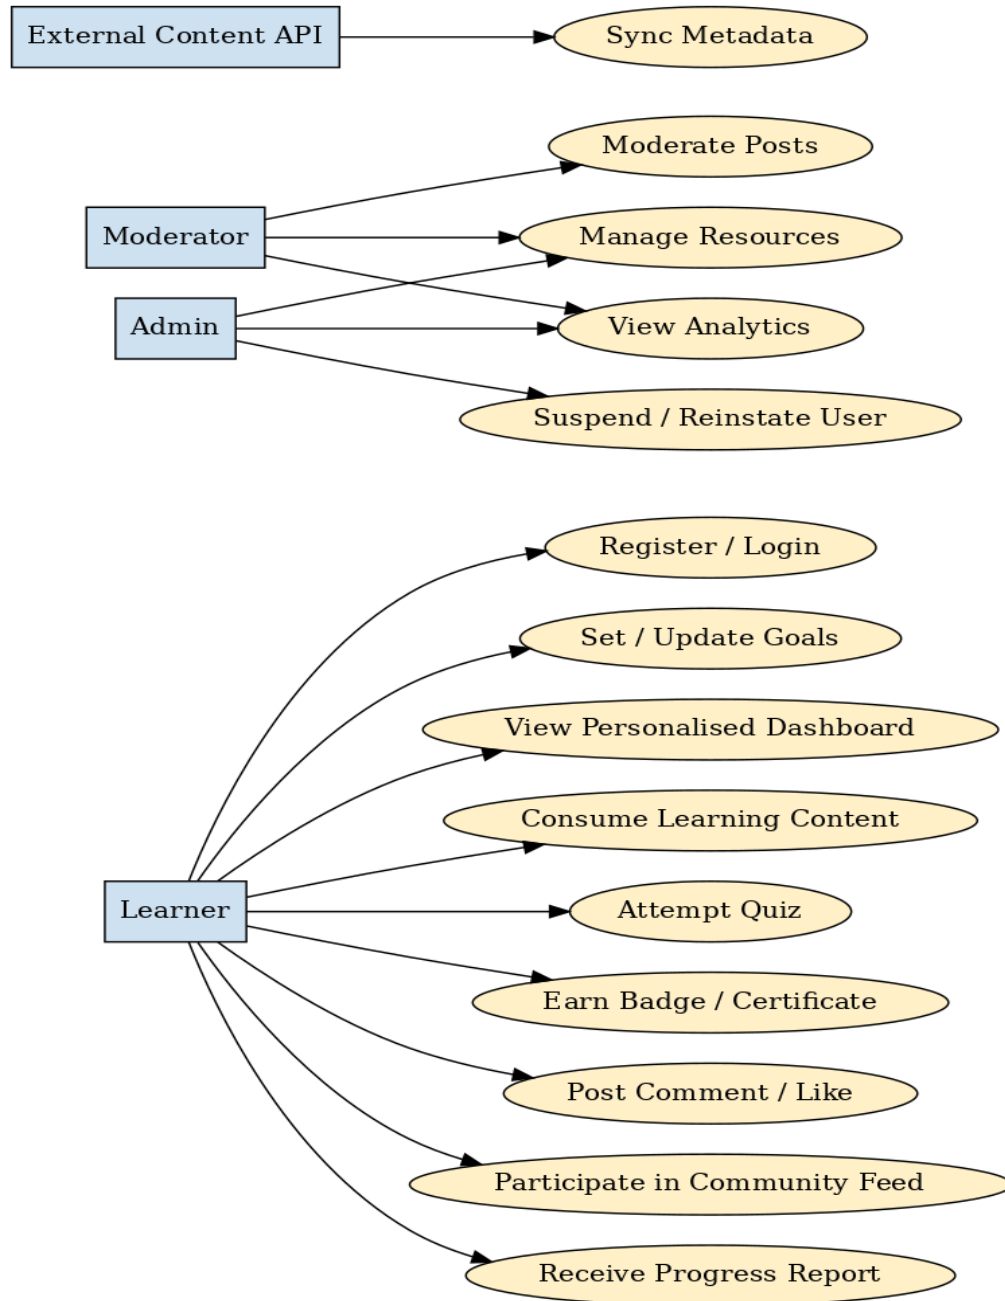 External Content API
Sync Metadata
Moderate Posts
Moderator
Manage Resources
Admin
View Analytics
Suspend / Reinstate User
Register / Login
Set / Update Goals
View Personalised Dashboard
Consume Learning Content
Learner
Attempt Quiz
Earn Badge / Certificate
Post Comment / Like
Participate in Community Feed
Receive Progress Report